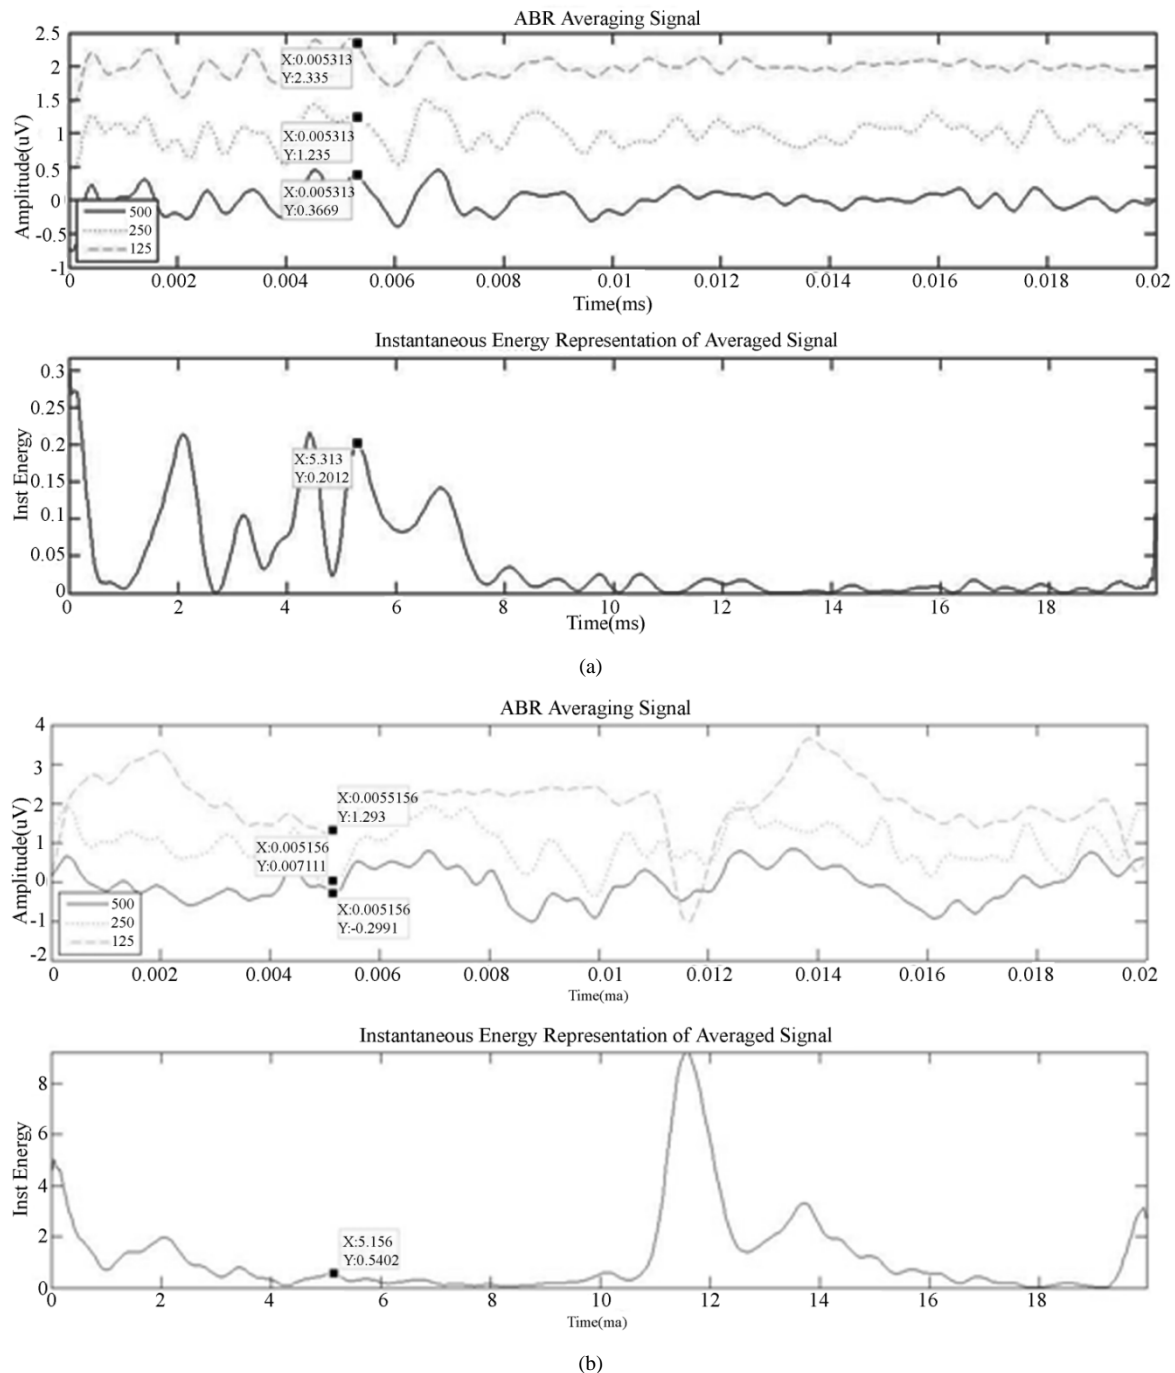 ABR Averaging Signal
2.5
2
1.5
1
0.5
0
-0.5
-1
Amplitude(uV)
X:0.005313
Y:2.335
X:0.005313
Y:1.235
X:0.005313
Y:0.3669
500
250
125
0 0.002 0.004 0.006 0.008 0.01 0.012 0.014 0.016 0.018 0.02
Time(ms)
Instantaneous Energy Representation of Averaged Signal
0.3
0.25
0.2
0.15
0.1
0.05
0
Inst Energy
X:5.313
Y:0.2012
0 2 4 6 8 10 12 14 16 18
Time(ms)
(a)
ABR Averaging Signal
4
3
2
1
0
-1
-2
Amplitude(uV)
X:0.0055156
Y:1.293
X:0.005156
Y:0.007111
X:0.005156
Y:-0.2991
500
250
125
0 0.002 0.004 0.006 0.008 0.01 0.012 0.014 0.016 0.018 0.02
Time(ma)
Instantaneous Energy Representation of Averaged Signal
8
6
4
2
0
Inst Energy
X:5.156
Y:0.5402
0 2 4 6 8 10 12 14 16 18
Time(ma)
(b)